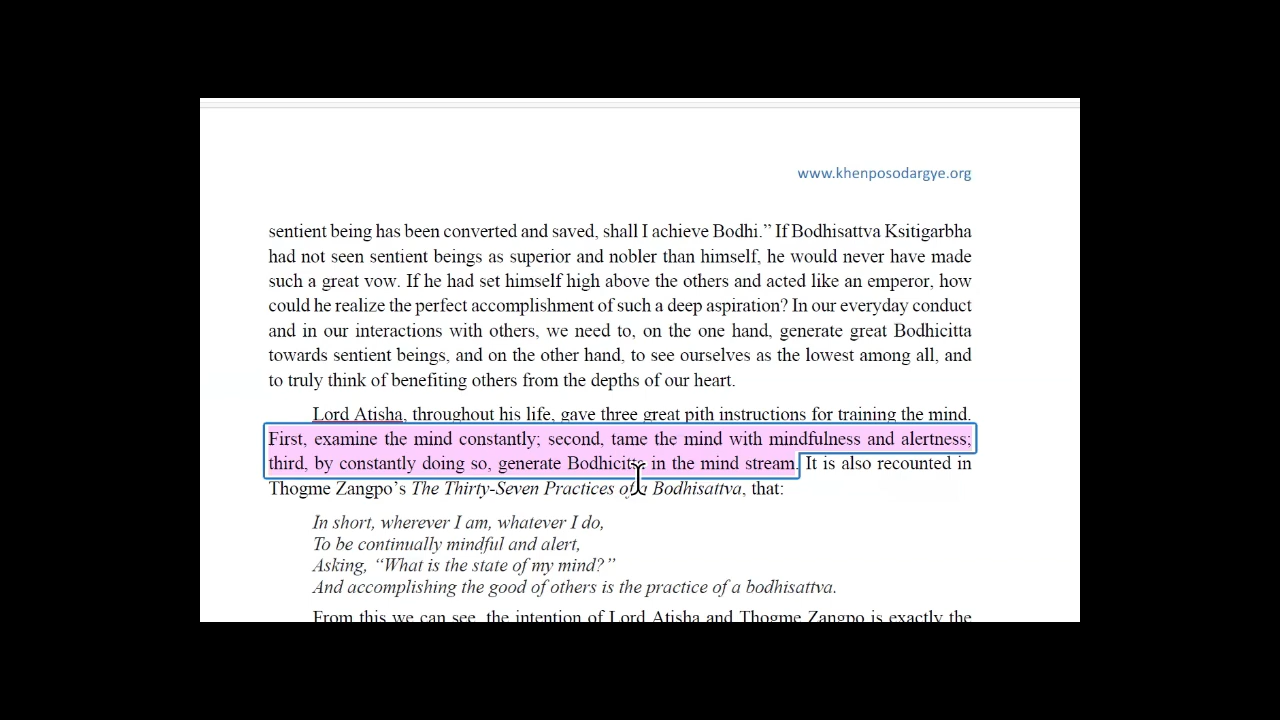 www.khenposodargye.org
sentient being has been converted and saved, shall I achieve Bodhi.” If Bodhisattva Ksitigarbha
had not seen sentient beings as superior and nobler than himself, he would never have made
such a great vow. If he had set himself high above the others and acted like an emperor, how
could he realize the perfect accomplishment of such a deep aspiration? In our everyday conduct
and in our interactions with others, we need to, on the one hand, generate great Bodhicitta
towards sentient beings, and on the other hand, to see ourselves as the lowest among all, and
to truly think of benefiting others from the depths of our heart.
Lord Atisha, throughout his life, gave three great pith instructions for training the mind.
First, examine the mind constantly; second, tame the mind with mindfulness and alertness;
third, by constantly doing so, generate Bodhicitta in the mind stream. It is also recounted in
Thogme Zangpo’s The Thirty-Seven Practices of a Bodhisattva, that:
In short, wherever I am, whatever I do,
To be continually mindful and alert,
Asking, “What is the state of my mind?”
And accomplishing the good of others is the practice of a bodhisattva.
From this we can see, the intention of Lord Atisha and Thogme Zangpo is exactly the